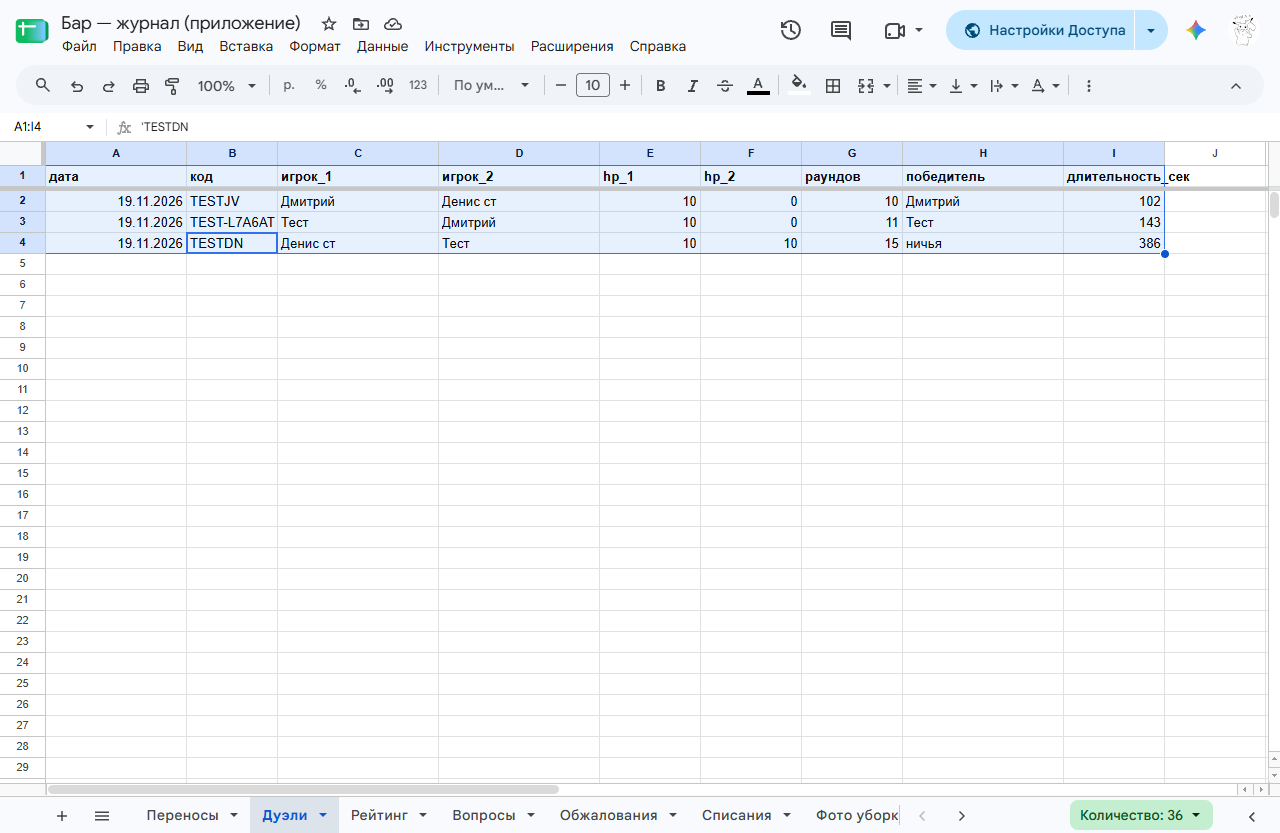 Бар — журнал (приложение)
Файл Правка Вид Вставка Формат Данные Инструменты Расширения Справка
Настройки Доступа
100% р. % .0 .00 123 По ум... 10 B I A
A1:I4 fx 'TESTDN
A B C D E F G H I J
1 дата код игрок_1 игрок_2 hp_1 hp_2 раундов победитель длительность_сек
2 19.11.2026 TESTJV Дмитрий Денис ст 10 0 10 Дмитрий 102
3 19.11.2026 TEST-L7A6AT Тест Дмитрий 10 0 11 Тест 143
4 19.11.2026 TESTDN Денис ст Тест 10 10 15 ничья 386
5
6
7
8
9
10
11
12
13
14
15
16
17
18
19
20
21
22
23
24
25
26
27
28
29
Переносы Дуэли Рейтинг Вопросы Обжалования Списания Фото уборк Количество: 36